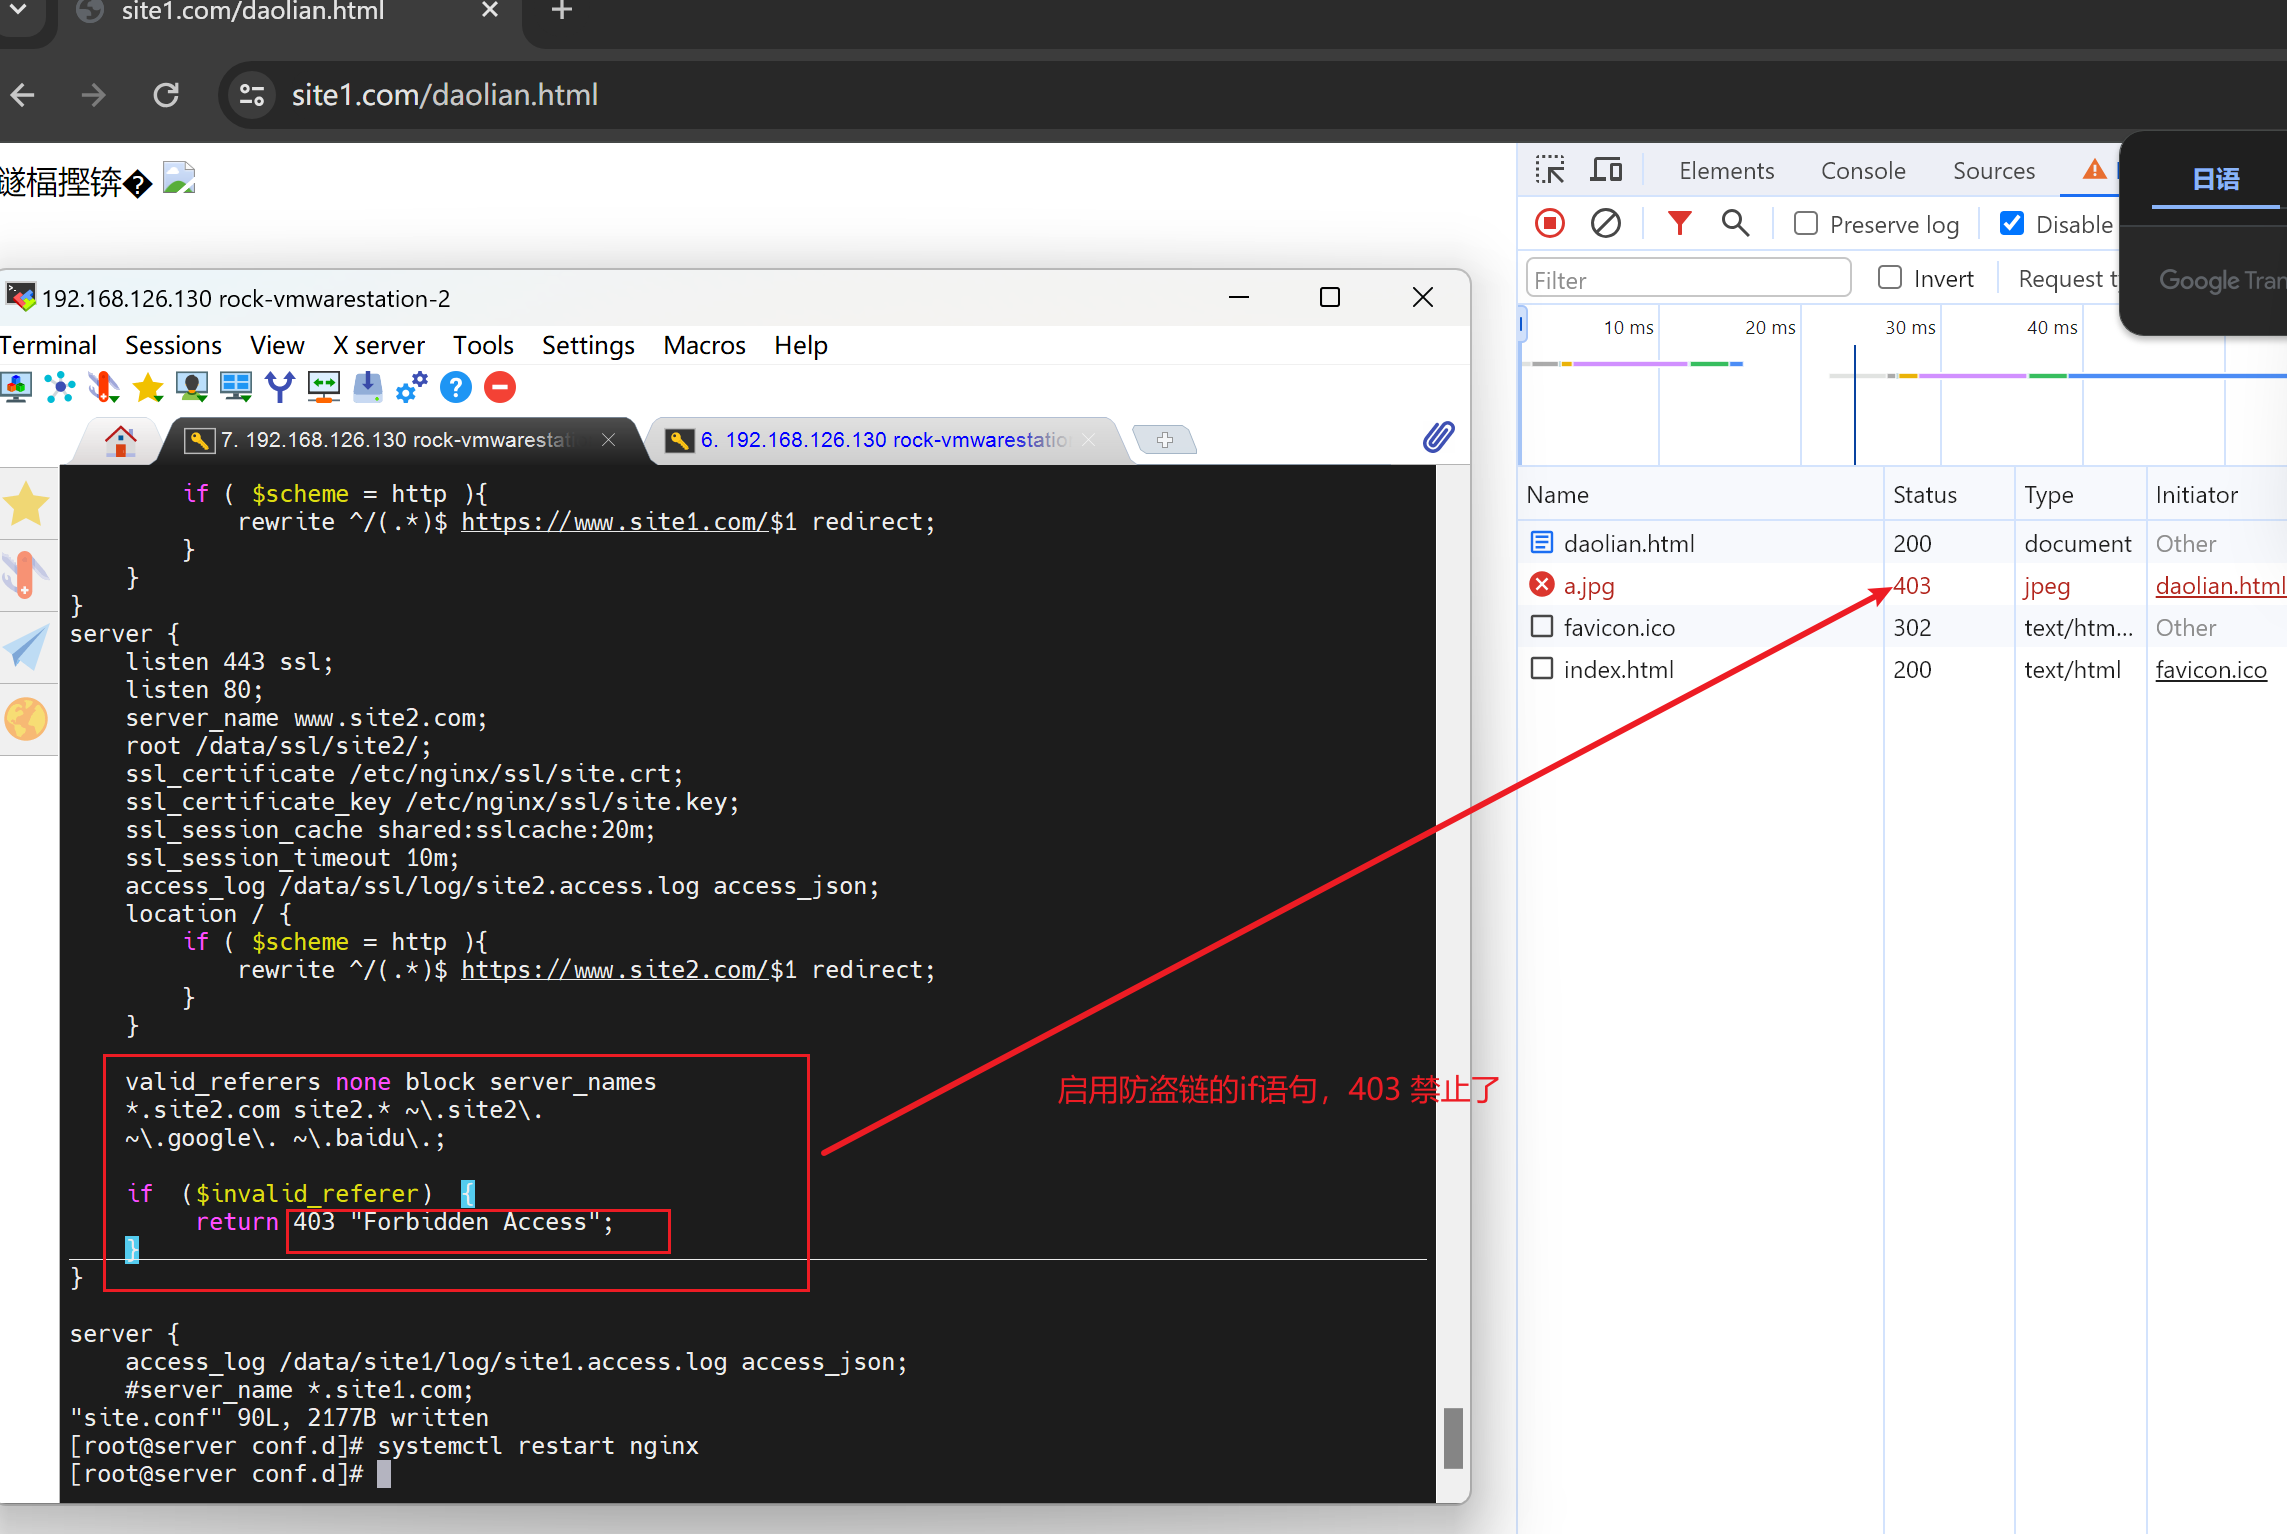 site1.com/daolian.html
site1.com/daolian.html
鐩楅摼锛�
192.168.126.130 rock-vmwarestation-2
Terminal Sessions View X server Tools Settings Macros Help
7. 192.168.126.130 rock-vmwarestati
6. 192.168.126.130 rock-vmwarestatio
if ( $scheme = http ){
rewrite ^/(.*)$ https://www.site1.com/$1 redirect;
}
}
}
server {
listen 443 ssl;
listen 80;
server_name www.site2.com;
root /data/ssl/site2/;
ssl_certificate /etc/nginx/ssl/site.crt;
ssl_certificate_key /etc/nginx/ssl/site.key;
ssl_session_cache shared:sslcache:20m;
ssl_session_timeout 10m;
access_log /data/ssl/log/site2.access.log access_json;
location / {
if ( $scheme = http ){
rewrite ^/(.*)$ https://www.site2.com/$1 redirect;
}
}
valid_referers none block server_names
*.site2.com site2.* ~\.site2\.
~\.google\. ~\.baidu\.;
if ($invalid_referer) {
return 403 "Forbidden Access";
}
}
server {
access_log /data/site1/log/site1.access.log access_json;
#server_name *.site1.com;
"site.conf" 90L, 2177B written
[root@server conf.d]# systemctl restart nginx
[root@server conf.d]#
启用防盗链的if语句，403 禁止了
Elements Console Sources
Preserve log Disable
Filter Invert Request ty
日语
Google Tran
10 ms 20 ms 30 ms 40 ms
Name Status Type Initiator
daolian.html 200 document Other
a.jpg 403 jpeg daolian.html
favicon.ico 302 text/htm... Other
index.html 200 text/html favicon.ico